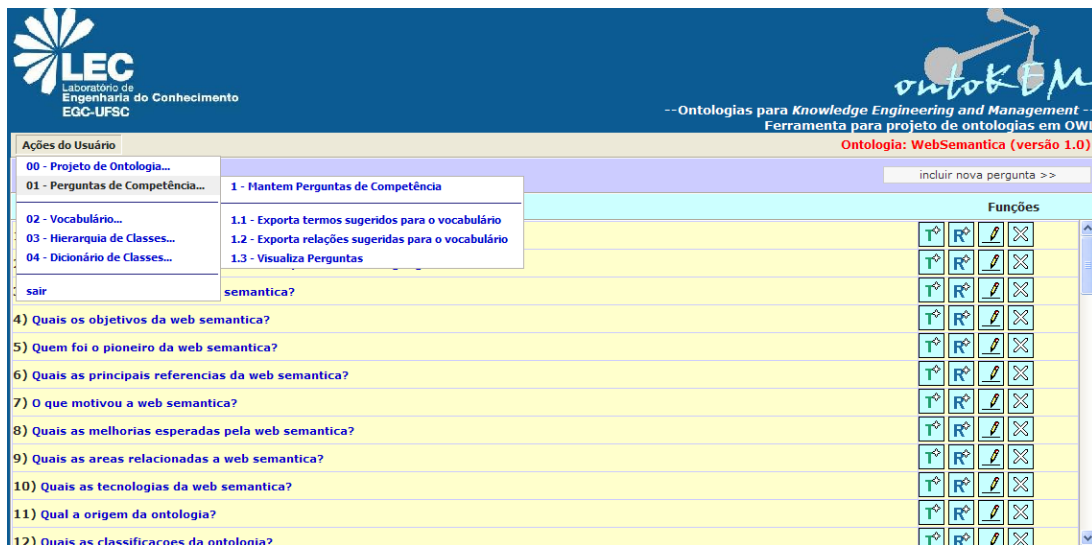 LEC
Laboratório de
Engenharia do Conhecimento
EGC-UFSC
ontoKEM
--Ontologias para Knowledge Engineering and Management --
Ferramenta para projeto de ontologias em OWL
Ações do Usuário
Ontologia: WebSemantica (versão 1.0)
00 - Projeto de Ontologia...
01 - Perguntas de Competência...
02 - Vocabulário...
03 - Hierarquia de Classes...
04 - Dicionário de Classes...
sair
1 - Mantem Perguntas de Competência
1.1 - Exporta termos sugeridos para o vocabulário
1.2 - Exporta relações sugeridas para o vocabulário
1.3 - Visualiza Perguntas
incluir nova pergunta >>
Funções
T R
T R
semantica? T R
4) Quais os objetivos da web semantica? T R
5) Quem foi o pioneiro da web semantica? T R
6) Quais as principais referencias da web semantica? T R
7) O que motivou a web semantica? T R
8) Quais as melhorias esperadas pela web semantica? T R
9) Quais as areas relacionadas a web semantica? T R
10) Quais as tecnologias da web semantica? T R
11) Qual a origem da ontologia? T R
12) Quais as classificacoes da ontologia? T R